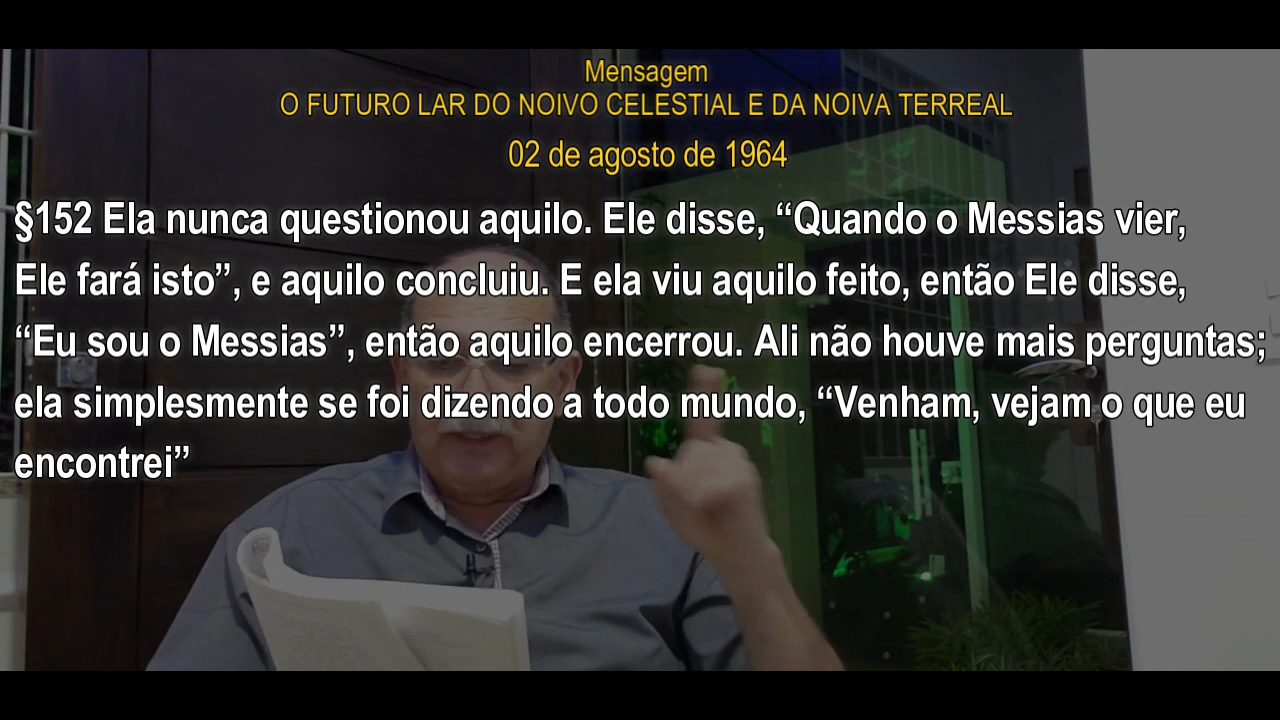 Mensagem
O FUTURO LAR DO NOIVO CELESTIAL E DA NOIVA TERREAL
02 de agosto de 1964
§152 Ela nunca questionou aquilo. Ele disse, “Quando o Messias vier,
Ele fará isto”, e aquilo concluiu. E ela viu aquilo feito, então Ele disse,
“Eu sou o Messias”, então aquilo encerrou. Ali não houve mais perguntas;
ela simplesmente se foi dizendo a todo mundo, “Venham, vejam o que eu
encontrei”